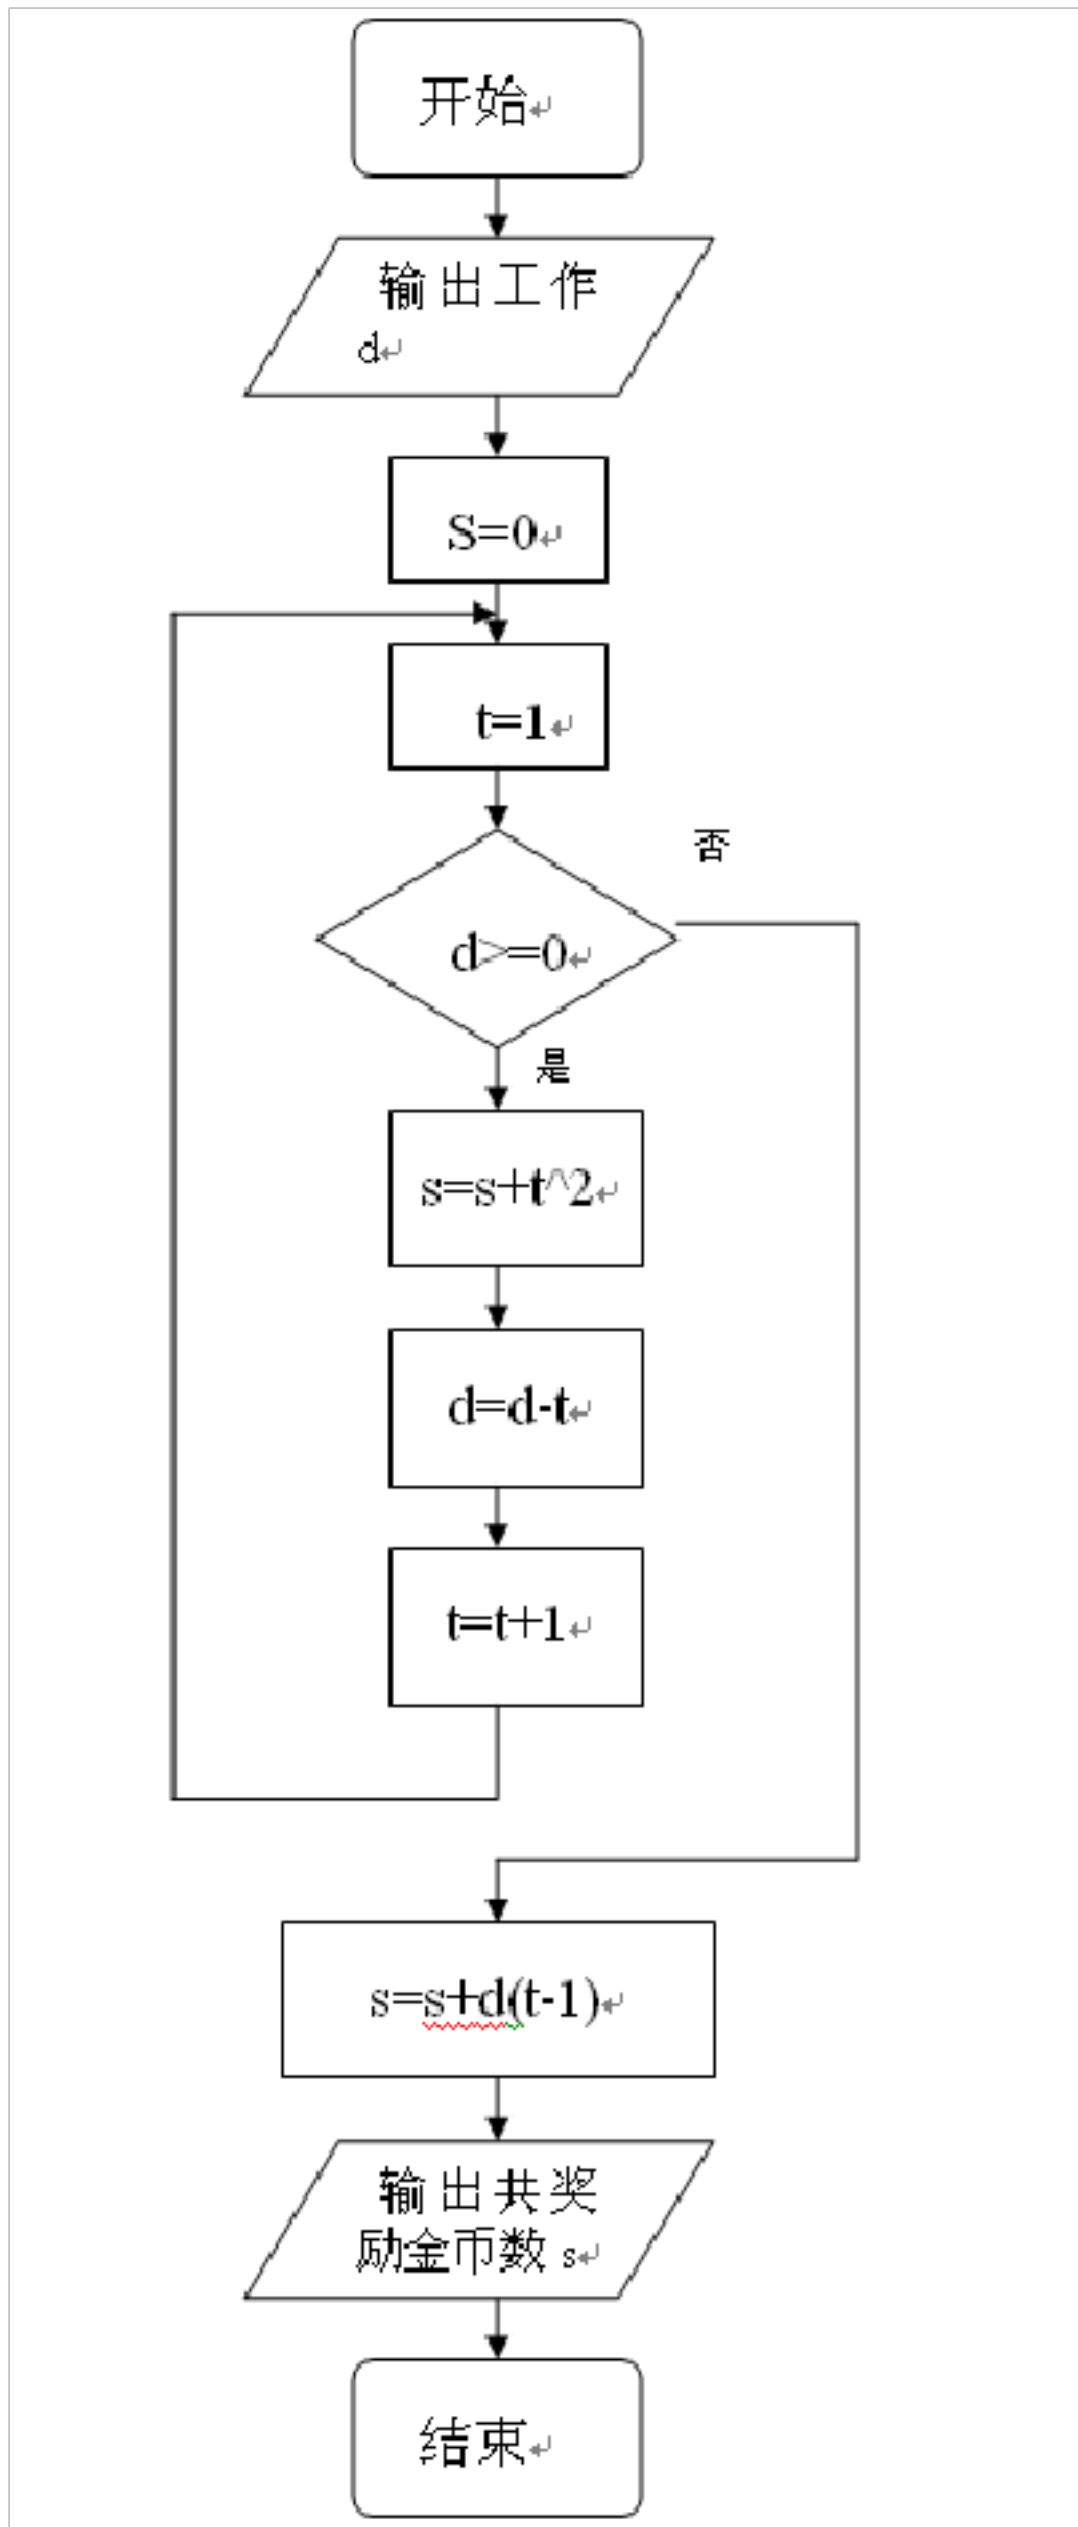 开始
输出工作
d
S=0
t=1
否
d>=0
是
s=s+t^2
d=d-t
t=t+1
s=s+d(t-1)
输出共奖
励金币数 s
结束